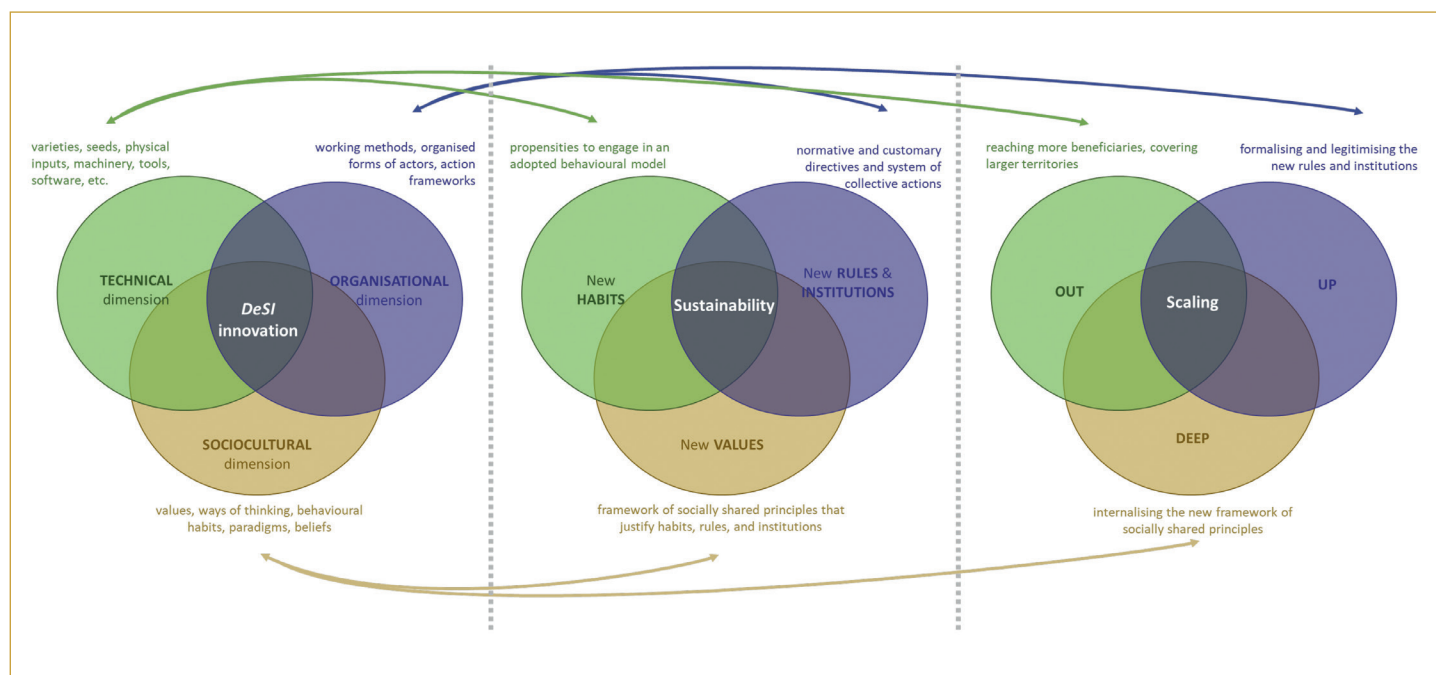 varieties, seeds, physical
inputs, machinery, tools,
software, etc.
working methods, organised
forms of actors, action
frameworks
TECHNICAL
dimension
ORGANISATIONAL
dimension
DeSI
innovation
SOCIOCULTURAL
dimension
values, ways of thinking, behavioural
habits, paradigms, beliefs
propensities to engage in an
adopted behavioural model
normative and customary
directives and system of
collective actions
New
HABITS
New RULES &
INSTITUTIONS
Sustainability
New VALUES
framework of socially shared principles that
justify habits, rules, and institutions
reaching more beneficiaries, covering
larger territories
formalising and legitimising the
new rules and institutions
OUT
UP
Scaling
DEEP
internalising the new framework of
socially shared principles